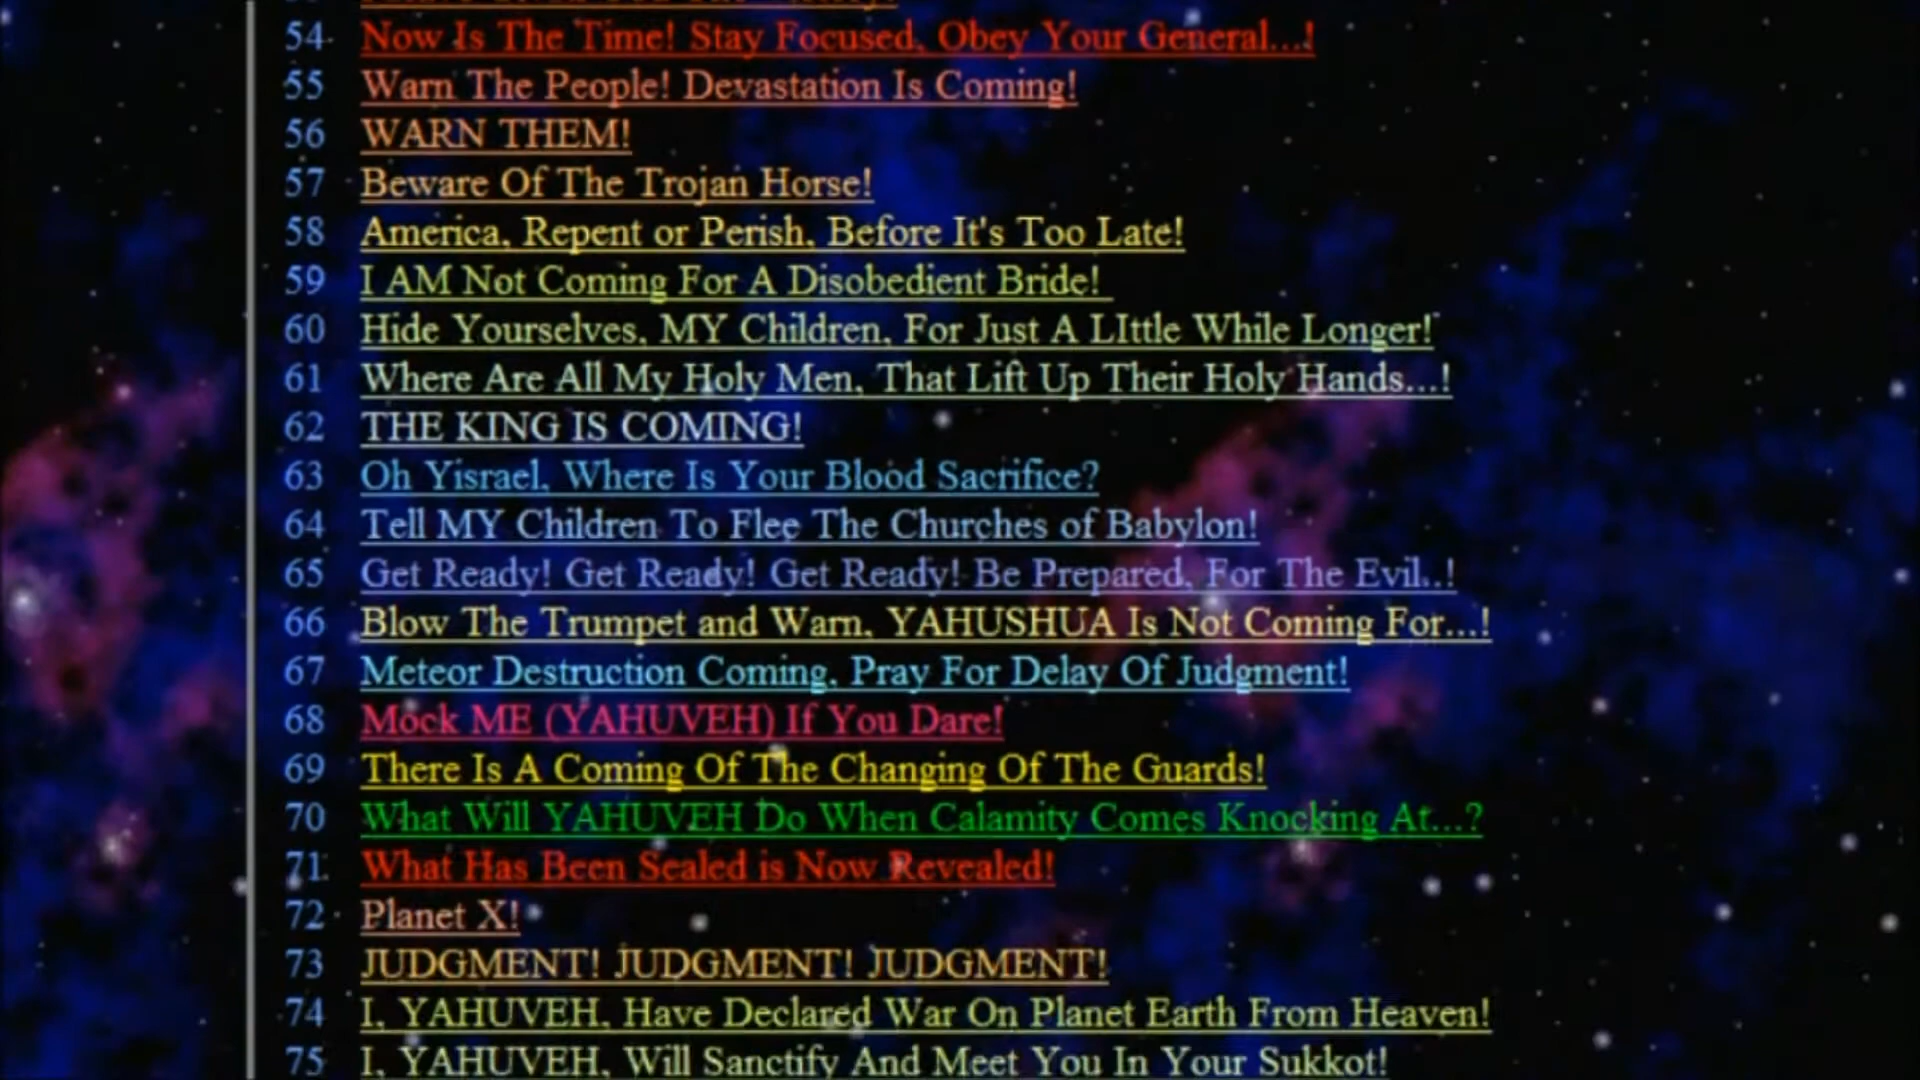 54 Now Is The Time! Stay Focused, Obey Your General...!
55 Warn The People! Devastation Is Coming!
56 WARN THEM!
57 Beware Of The Trojan Horse!
58 America, Repent or Perish, Before It's Too Late!
59 I AM Not Coming For A Disobedient Bride!
60 Hide Yourselves, MY Children, For Just A LIttle While Longer!
61 Where Are All My Holy Men, That Lift Up Their Holy Hands...!
62 THE KING IS COMING!
63 Oh Yisrael, Where Is Your Blood Sacrifice?
64 Tell MY Children To Flee The Churches of Babylon!
65 Get Ready! Get Ready! Get Ready! Be Prepared, For The Evil..!
66 Blow The Trumpet and Warn, YAHUSHUA Is Not Coming For...!
67 Meteor Destruction Coming, Pray For Delay Of Judgment!
68 Mock ME (YAHUVEH) If You Dare!
69 There Is A Coming Of The Changing Of The Guards!
70 What Will YAHUVEH Do When Calamity Comes Knocking At...?
71 What Has Been Sealed is Now Revealed!
72 Planet X!
73 JUDGMENT! JUDGMENT! JUDGMENT!
74 I, YAHUVEH, Have Declared War On Planet Earth From Heaven!
75 I, YAHUVEH, Will Sanctify And Meet You In Your Sukkot!